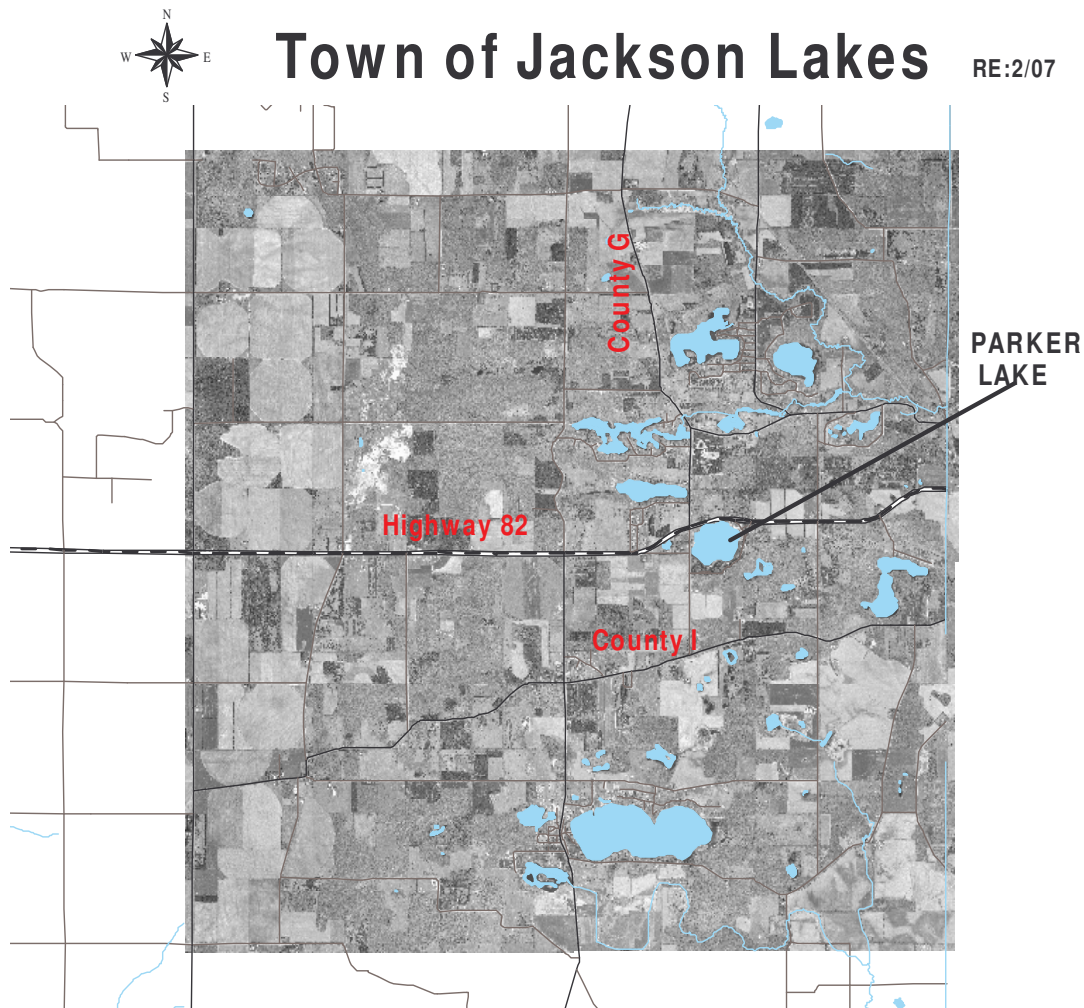 N
W E
S
Town of Jackson Lakes
RE:2/07
County G
PARKER
LAKE
Highway 82
County I